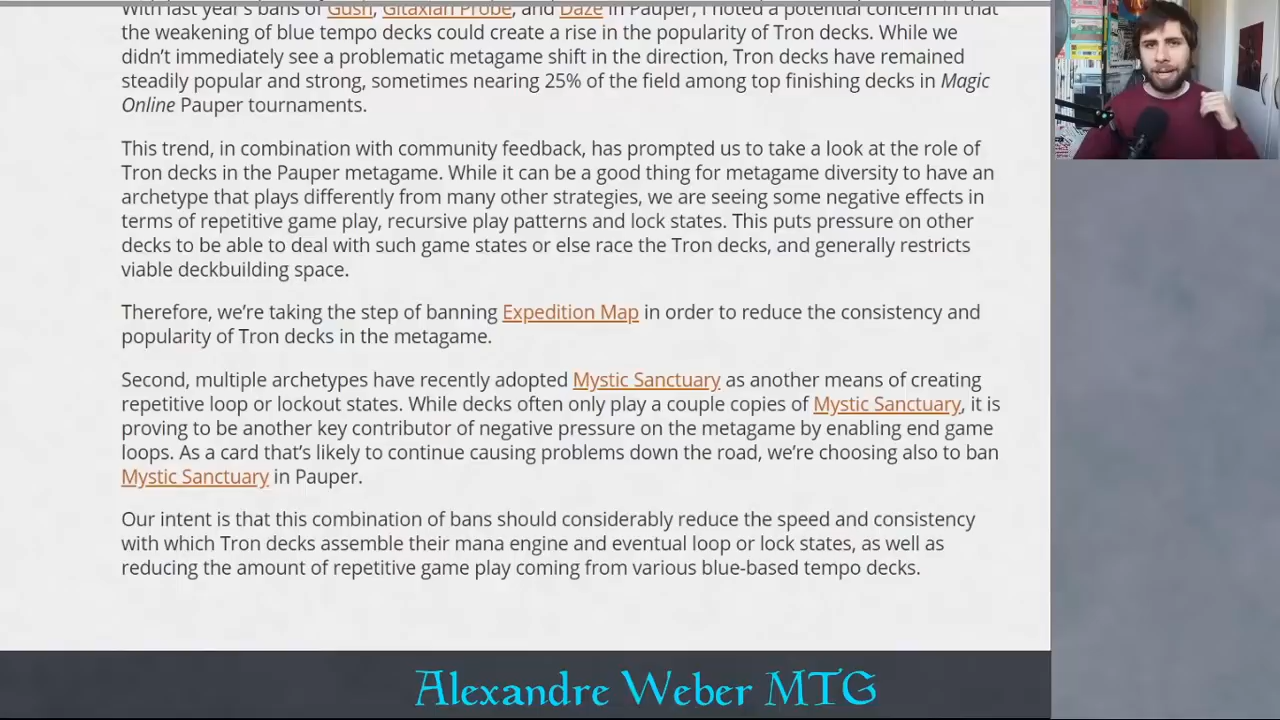 With last year's bans of Gush, Gitaxian Probe, and Daze in Pauper, I noted a potential concern in that
the weakening of blue tempo decks could create a rise in the popularity of Tron decks. While we
didn't immediately see a problematic metagame shift in the direction, Tron decks have remained
steadily popular and strong, sometimes nearing 25% of the field among top finishing decks in Magic
Online Pauper tournaments.
This trend, in combination with community feedback, has prompted us to take a look at the role of
Tron decks in the Pauper metagame. While it can be a good thing for metagame diversity to have an
archetype that plays differently from many other strategies, we are seeing some negative effects in
terms of repetitive game play, recursive play patterns and lock states. This puts pressure on other
decks to be able to deal with such game states or else race the Tron decks, and generally restricts
viable deckbuilding space.
Therefore, we're taking the step of banning Expedition Map in order to reduce the consistency and
popularity of Tron decks in the metagame.
Second, multiple archetypes have recently adopted Mystic Sanctuary as another means of creating
repetitive loop or lockout states. While decks often only play a couple copies of Mystic Sanctuary, it is
proving to be another key contributor of negative pressure on the metagame by enabling end game
loops. As a card that's likely to continue causing problems down the road, we're choosing also to ban
Mystic Sanctuary in Pauper.
Our intent is that this combination of bans should considerably reduce the speed and consistency
with which Tron decks assemble their mana engine and eventual loop or lock states, as well as
reducing the amount of repetitive game play coming from various blue-based tempo decks.
Alexandre Weber MTG